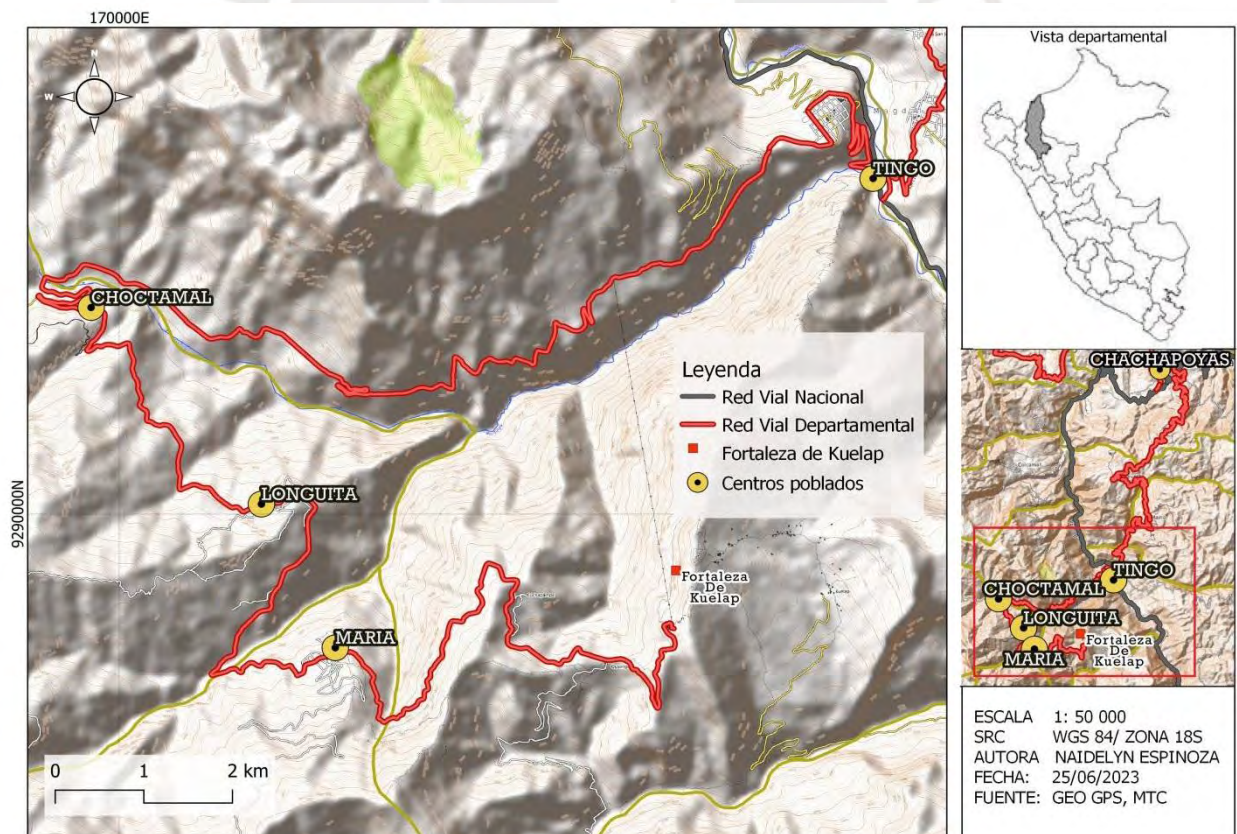 170000E
9290000N
N
W
TINGO
CHOCTAMAL
LONGUITA
MARIA
Fortaleza
De
Kuelap
Leyenda
Red Vial Nacional
Red Vial Departamental
Fortaleza de Kuelap
Centros poblados
0 1 2 km
Vista departamental
CHACHAPOYAS
TINGO
CHOCTAMAL
LONGUITA
MARIA
Fortaleza
De
Kuelap
ESCALA 1: 50 000
SRC WGS 84/ ZONA 18S
AUTORA NAIDELYN ESPINOZA
FECHA: 25/06/2023
FUENTE: GEO GPS, MTC